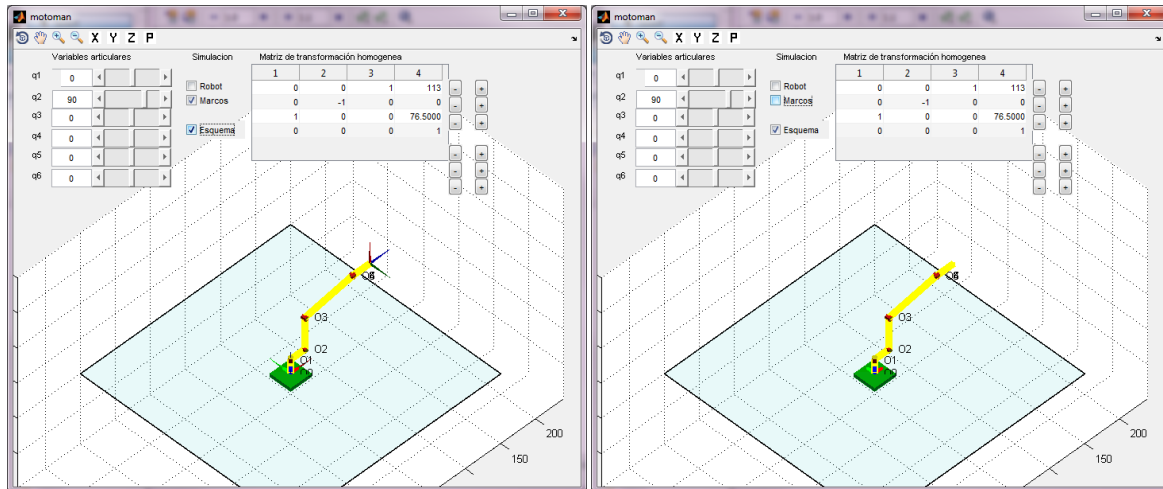 motoman
X Y Z P
Variables articulares Simulacion Matriz de transformación homogenea
q1 0
q2 90
q3 0
q4 0
q5 0
q6 0
Robot
Marcos
Esquema
1 2 3 4
0 0 1 113
0 -1 0 0
1 0 0 76.5000
0 0 0 1
- +
- +
- +
- +
- +
- +
O3
O2
O1
200
150
motoman
X Y Z P
Variables articulares Simulacion Matriz de transformación homogenea
q1 0
q2 90
q3 0
q4 0
q5 0
q6 0
Robot
Marcos
Esquema
1 2 3 4
0 0 1 113
0 -1 0 0
1 0 0 76.5000
0 0 0 1
- +
- +
- +
- +
- +
- +
O3
O2
O1
200
150